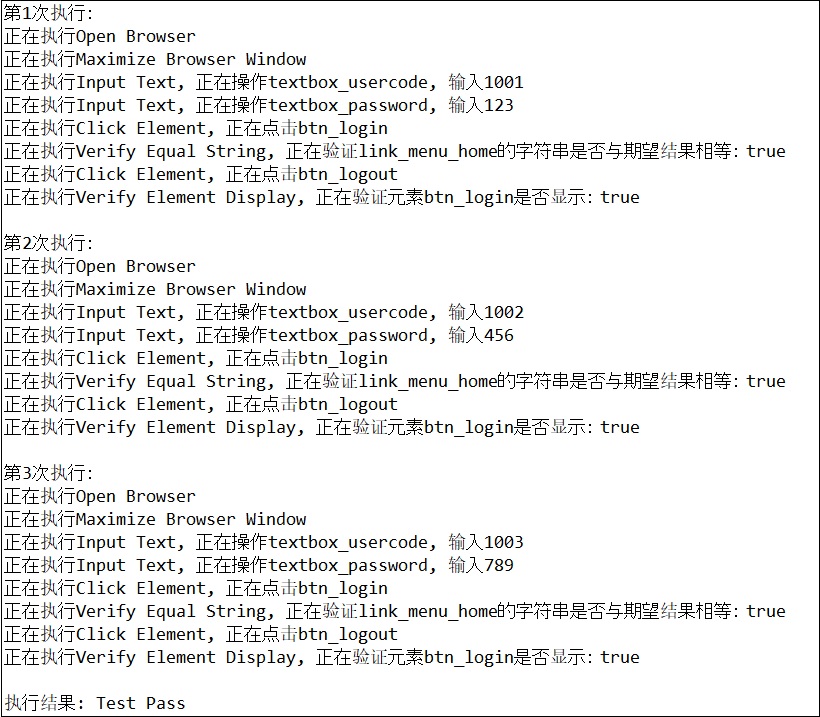 第1次执行:
正在执行Open Browser
正在执行Maximize Browser Window
正在执行Input Text, 正在操作textbox_usercode, 输入1001
正在执行Input Text, 正在操作textbox_password, 输入123
正在执行Click Element, 正在点击btn_login
正在执行Verify Equal String, 正在验证link_menu_home的字符串是否与期望结果相等: true
正在执行Click Element, 正在点击btn_logout
正在执行Verify Element Display, 正在验证元素btn_login是否显示: true

第2次执行:
正在执行Open Browser
正在执行Maximize Browser Window
正在执行Input Text, 正在操作textbox_usercode, 输入1002
正在执行Input Text, 正在操作textbox_password, 输入456
正在执行Click Element, 正在点击btn_login
正在执行Verify Equal String, 正在验证link_menu_home的字符串是否与期望结果相等: true
正在执行Click Element, 正在点击btn_logout
正在执行Verify Element Display, 正在验证元素btn_login是否显示: true

第3次执行:
正在执行Open Browser
正在执行Maximize Browser Window
正在执行Input Text, 正在操作textbox_usercode, 输入1003
正在执行Input Text, 正在操作textbox_password, 输入789
正在执行Click Element, 正在点击btn_login
正在执行Verify Equal String, 正在验证link_menu_home的字符串是否与期望结果相等: true
正在执行Click Element, 正在点击btn_logout
正在执行Verify Element Display, 正在验证元素btn_login是否显示: true

执行结果: Test Pass